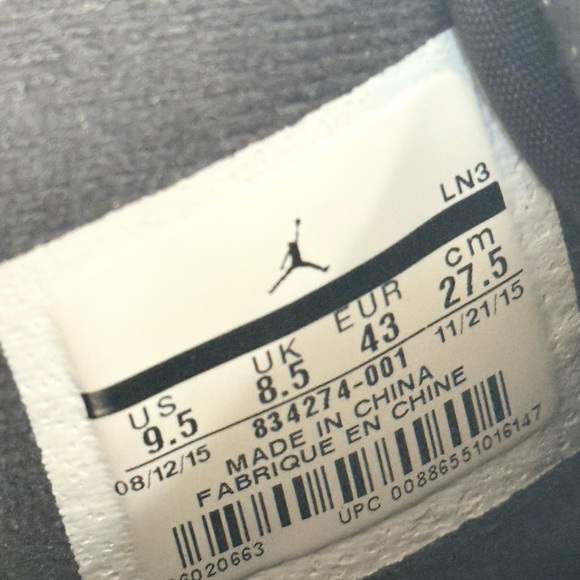 LN3
US UK EUR cm
9.5 8.5 43 27.5
08/12/15 834274-001 11/21/15
MADE IN CHINA
FABRIQUE EN CHINE
UPC 00886551016147